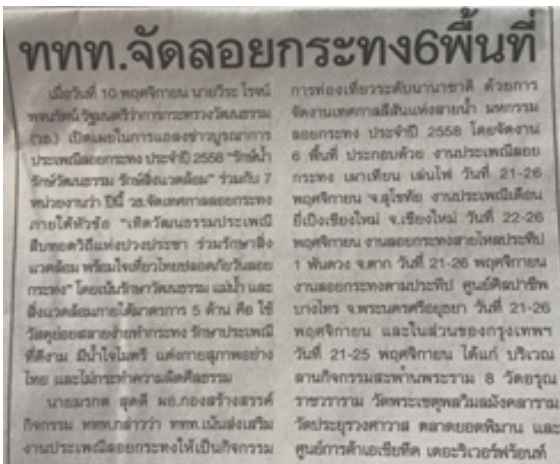 ททท.จัดลอยกระทง6พื้นที่
เมื่อวันที่ 10 พฤศจิกายน นายวีระ โรจน์
พจนรัตน์ รัฐมนตรีว่าการกระทรวงวัฒนธรรม
(วธ.) เปิดเผยในการแถลงข่าวบูรณาการ
ประเพณีลอยกระทง ประจำปี 2558 "รักษ์น้ำ
รักษ์วัฒนธรรม รักษ์สิ่งแวดล้อม" ร่วมกับ 7
หน่วยงานว่า ปีนี้ วธ.จัดเทศกาลลอยกระทง
ภายใต้หัวข้อ "เทิดวัฒนธรรมประเพณี
สืบทอดวิถีแห่งปวงประชา ร่วมรักษาสิ่ง
แวดล้อม พร้อมใจเที่ยวไทยปลอดภัยวันลอย
กระทง" โดยเน้นรักษาวัฒนธรรม แม่น้ำ และ
สิ่งแวดล้อมภายใต้มาตรการ 5 ด้าน คือ ใช้
วัสดุย่อยสลายง่ายทำกระทง รักษาประเพณี
ที่ดีงาม มีน้ำใจไมตรี แต่งกายสุภาพอย่าง
ไทย และไม่กระทำความผิดศีลธรรม
นายมรกต สุดดี ผอ.กองสร้างสรรค์
กิจกรรม ททท.กล่าวว่า ททท.เน้นส่งเสริม
งานประเพณีลอยกระทงให้เป็นกิจกรรม
การท่องเที่ยวระดับนานาชาติ ด้วยการ
จัดงานเทศกาลสีสันแห่งสายน้ำ มหกรรม
ลอยกระทง ประจำปี 2558 โดยจัดงาน
6 พื้นที่ ประกอบด้วย งานประเพณีลอย
กระทง เผาเทียน เล่นไฟ วันที่ 21-26
พฤศจิกายน จ.สุโขทัย งานประเพณีเดือน
ยี่เป็งเชียงใหม่ จ.เชียงใหม่ วันที่ 22-26
พฤศจิกายน งานลอยกระทงสายไหลประทีป
1 พันดวง จ.ตาก วันที่ 21-26 พฤศจิกายน
งานลอยกระทงตามประทีป ศูนย์ศิลปาชีพ
บางไทร จ.พระนครศรีอยุธยา วันที่ 21-26
พฤศจิกายน และในส่วนของกรุงเทพฯ
วันที่ 21-25 พฤศจิกายน ได้แก่ บริเวณ
ลานกิจกรรมสะพานพระราม 8 วัดอรุณ
ราชวราราม วัดพระเชตุพลวิมลมังคลาราม
วัดประยุรวงศาวาส ตลาดยอดพิมาน และ
ศูนย์การค้าเอเชียทีค เดอะริเวอร์ฟร้อนท์